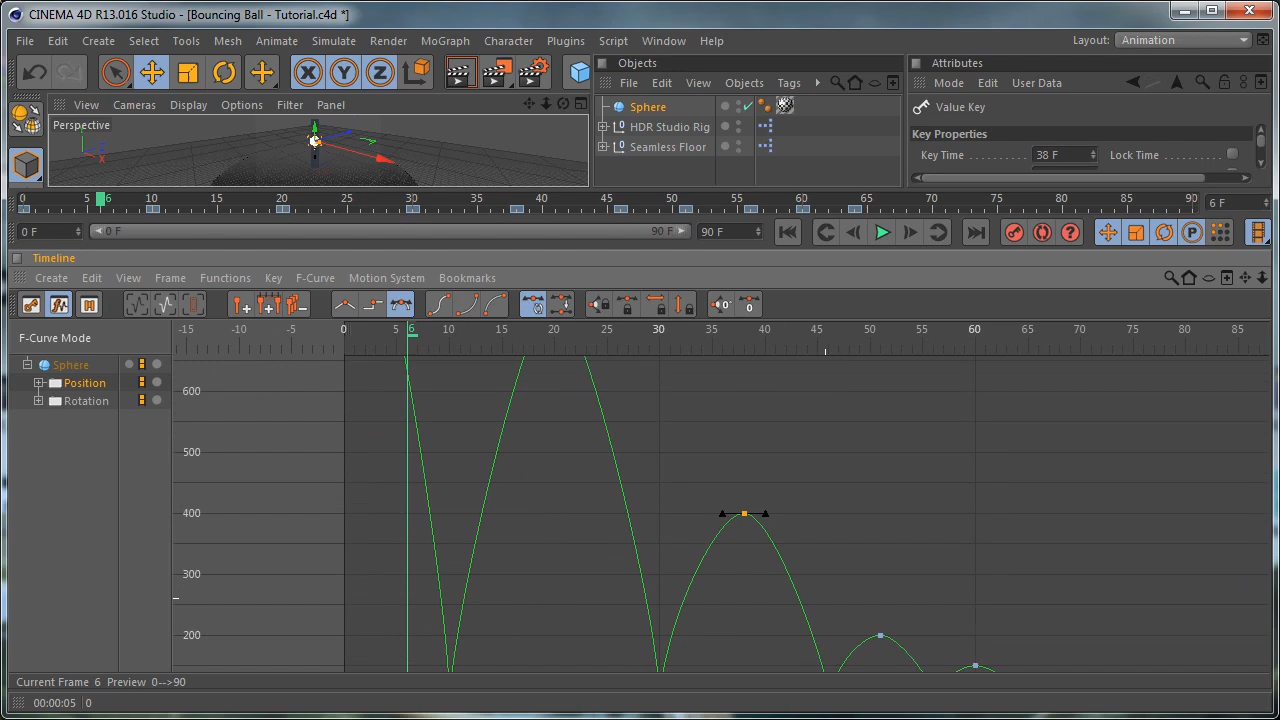 CINEMA 4D R13.016 Studio - [Bouncing Ball - Tutorial.c4d *]
File Edit Create Select Tools Mesh Animate Simulate Render MoGraph Character Plugins Script Window Help
Layout: Animation
X Y Z
View Cameras Display Options Filter Panel
Perspective
Y
Z
X
Objects
File Edit View Objects Tags
Sphere
HDR Studio Rig
Seamless Floor
Attributes
Mode Edit User Data
Value Key
Key Properties
Key Time 38 F Lock Time
0 5 6 10 15 20 25 30 35 40 45 50 55 60 65 70 75 80 85 90 6 F
0 F 0 F 90 F 90 F
P
Timeline
Create Edit View Frame Functions Key F-Curve Motion System Bookmarks
F-Curve Mode
-15 -10 -5 0 5 6 10 15 20 25 30 35 40 45 50 55 60 65 70 75 80 85
Sphere
Position
Rotation
600
500
400
300
200
Current Frame 6 Preview 0-->90
00:00:05 0